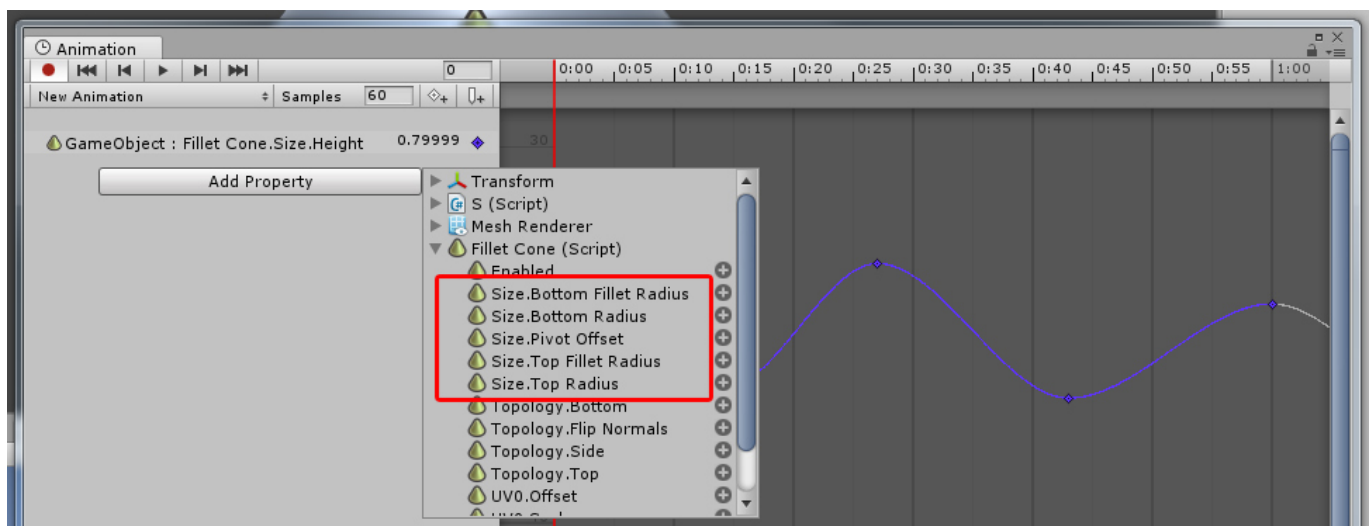 Animation
0
0:00 0:05 0:10 0:15 0:20 0:25 0:30 0:35 0:40 0:45 0:50 0:55 1:00
New Animation Samples 60
GameObject : Fillet Cone.Size.Height 0.79999
30
Add Property
Transform
S (Script)
Mesh Renderer
Fillet Cone (Script)
Enabled
Size.Bottom Fillet Radius
Size.Bottom Radius
Size.Pivot Offset
Size.Top Fillet Radius
Size.Top Radius
Topology.Bottom
Topology.Flip Normals
Topology.Side
Topology.Top
UV0.Offset